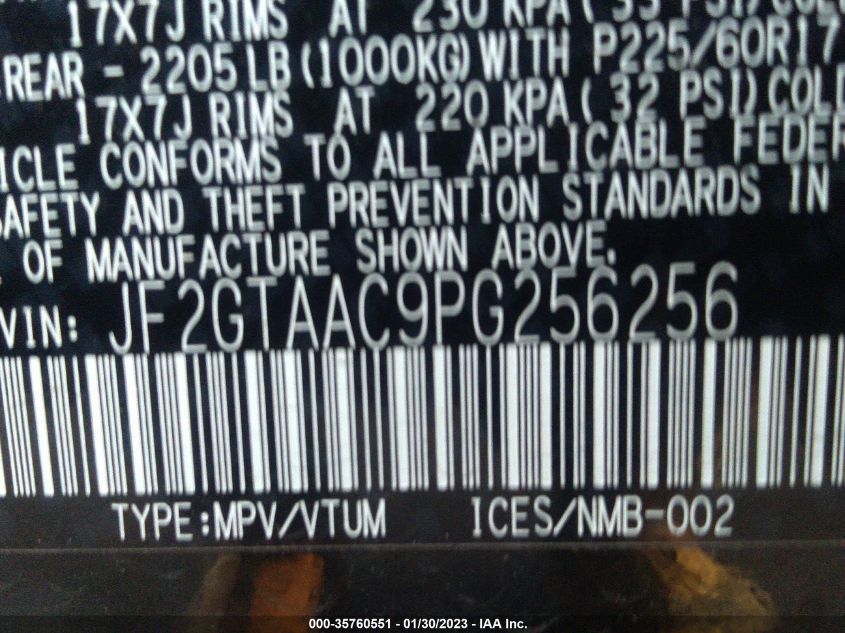 17X7J RIMS AT 230 KPA(33 PSI)COL
REAR - 2205LB(1000KG)WITH P225/60R17
17X7J RIMS AT 220 KPA(32 PSI)COLD
ICLE CONFORMS TO ALL APPLICABLE FEDER
SAFETY AND THEFT PREVENTION STANDARDS IN
OF MANUFACTURE SHOWN ABOVE.
VIN: JF2GTAAC9PG256256
TYPE:MPV/VTUM ICES/NMB-002
000-35760551 — 01/30/2023 — IAA Inc.